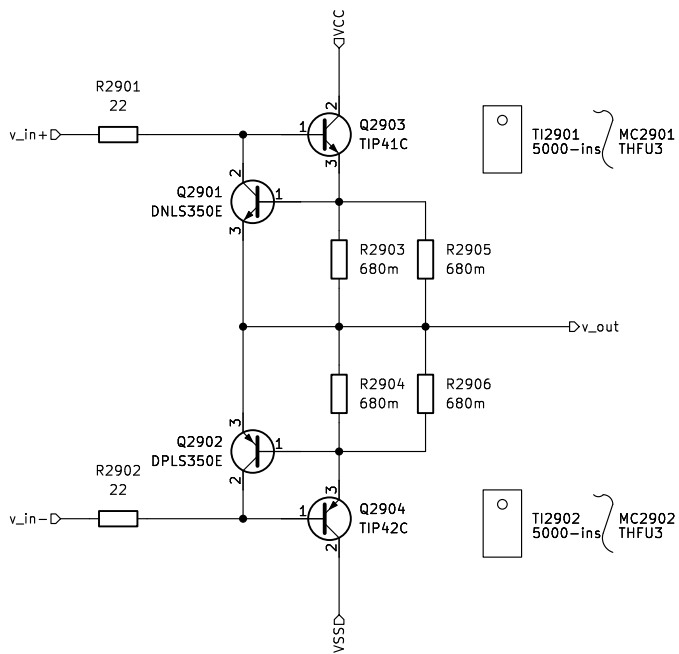 VCC
R2901
22
v_in+
2
1
Q2903
TIP41C
3
TI2901
5000-ins
MC2901
THFU3
2
Q2901
DNLS350E
1
3
R2903
680m
R2905
680m
v_out
R2904
680m
R2906
680m
3
Q2902
DPLS350E
1
2
R2902
22
v_in-
3
1
Q2904
TIP42C
2
TI2902
5000-ins
MC2902
THFU3
VSS